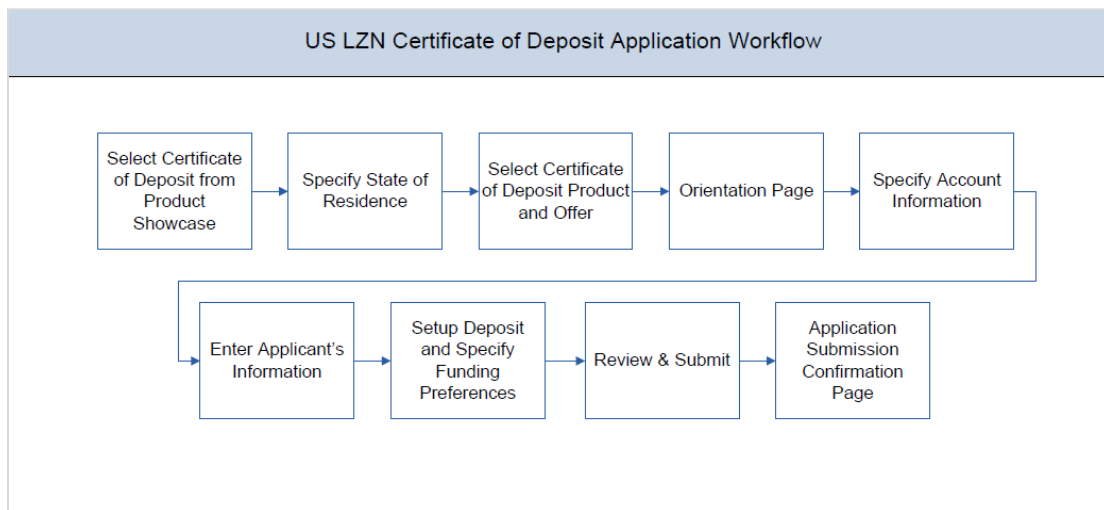 US LZN Certificate of Deposit Application Workflow
Select Certificate
of Deposit from
Product
Showcase
Specify State of
Residence
Select Certificate
of Deposit Product
and Offer
Orientation Page
Specify Account
Information
Enter Applicant's
Information
Setup Deposit
and Specify
Funding
Preferences
Review & Submit
Application
Submission
Confirmation
Page